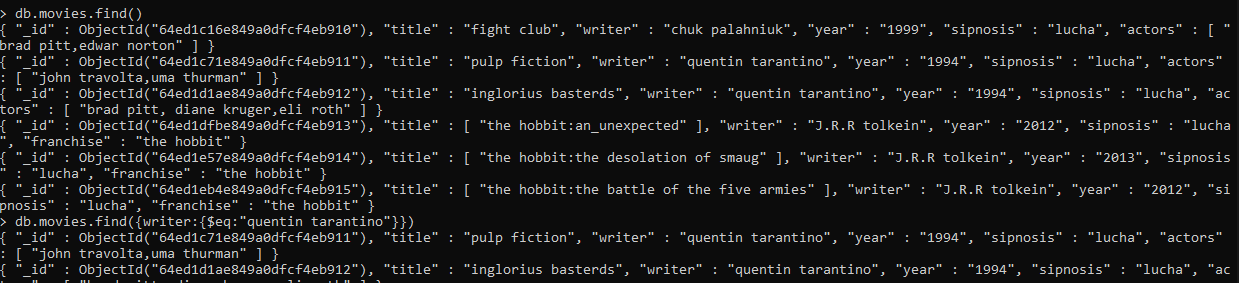 > db.movies.find()
{ "_id" : ObjectId("64ed1c16e849a0dfcf4eb910"), "title" : "fight club", "writer" : "chuk palahniuk", "year" : "1999", "sipnosis" : "lucha", "actors" : [ "
brad pitt,edwar norton" ] }
{ "_id" : ObjectId("64ed1c71e849a0dfcf4eb911"), "title" : "pulp fiction", "writer" : "quentin tarantino", "year" : "1994", "sipnosis" : "lucha", "actors"
: [ "john travolta,uma thurman" ] }
{ "_id" : ObjectId("64ed1d1ae849a0dfcf4eb912"), "title" : "inglorius basterds", "writer" : "quentin tarantino", "year" : "1994", "sipnosis" : "lucha", "ac
tors" : [ "brad pitt, diane kruger,eli roth" ] }
{ "_id" : ObjectId("64ed1dfbe849a0dfcf4eb913"), "title" : [ "the hobbit:an_unexpected" ], "writer" : "J.R.R tolkein", "year" : "2012", "sipnosis" : "lucha
", "franchise" : "the hobbit" }
{ "_id" : ObjectId("64ed1e57e849a0dfcf4eb914"), "title" : [ "the hobbit:the desolation of smaug" ], "writer" : "J.R.R tolkein", "year" : "2013", "sipnosis
" : "lucha", "franchise" : "the hobbit" }
{ "_id" : ObjectId("64ed1eb4e849a0dfcf4eb915"), "title" : [ "the hobbit:the battle of the five armies" ], "writer" : "J.R.R tolkein", "year" : "2012", "si
pnosis" : "lucha", "franchise" : "the hobbit" }
> db.movies.find({writer:{$eq:"quentin tarantino"}})
{ "_id" : ObjectId("64ed1c71e849a0dfcf4eb911"), "title" : "pulp fiction", "writer" : "quentin tarantino", "year" : "1994", "sipnosis" : "lucha", "actors"
: [ "john travolta,uma thurman" ] }
{ "_id" : ObjectId("64ed1d1ae849a0dfcf4eb912"), "title" : "inglorius basterds", "writer" : "quentin tarantino", "year" : "1994", "sipnosis" : "lucha", "ac